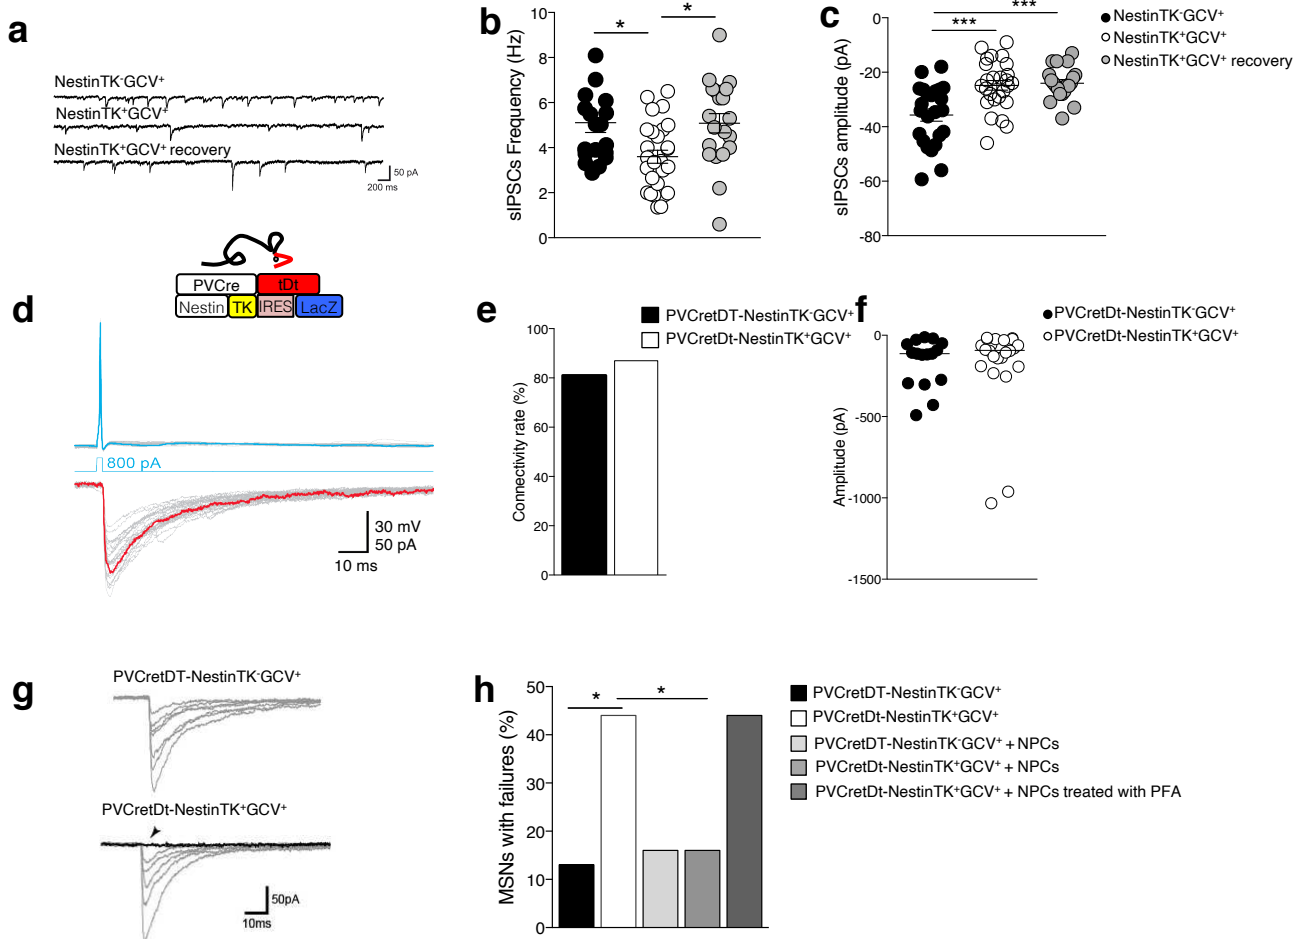 a
NestinTK⁻GCV⁺
NestinTK⁺GCV⁺
NestinTK⁺GCV⁺ recovery
50 pA
200 ms
b
sIPSCs Frequency (Hz)
10
8
6
4
2
0
*
*
c
sIPSCs amplitude (pA)
0
-20
-40
-60
-80
***
***
NestinTK⁻GCV⁺
NestinTK⁺GCV⁺
NestinTK⁺GCV⁺ recovery
PVCre tDt
Nestin TK IRES LacZ
d
800 pA
30 mV
50 pA
10 ms
e
Connectivity rate (%)
100
80
60
40
20
0
PVCretDT-NestinTK⁻GCV⁺
PVCretDt-NestinTK⁺GCV⁺
f
Amplitude (pA)
0
-500
-1000
-1500
PVCretDt-NestinTK⁻GCV⁺
PVCretDt-NestinTK⁺GCV⁺
g
PVCretDT-NestinTK⁻GCV⁺
PVCretDt-NestinTK⁺GCV⁺
50pA
10ms
h
MSNs with failures (%)
50
40
30
20
10
0
*
*
PVCretDT-NestinTK⁻GCV⁺
PVCretDt-NestinTK⁺GCV⁺
PVCretDT-NestinTK⁻GCV⁺ + NPCs
PVCretDt-NestinTK⁺GCV⁺ + NPCs
PVCretDt-NestinTK⁺GCV⁺ + NPCs treated with PFA